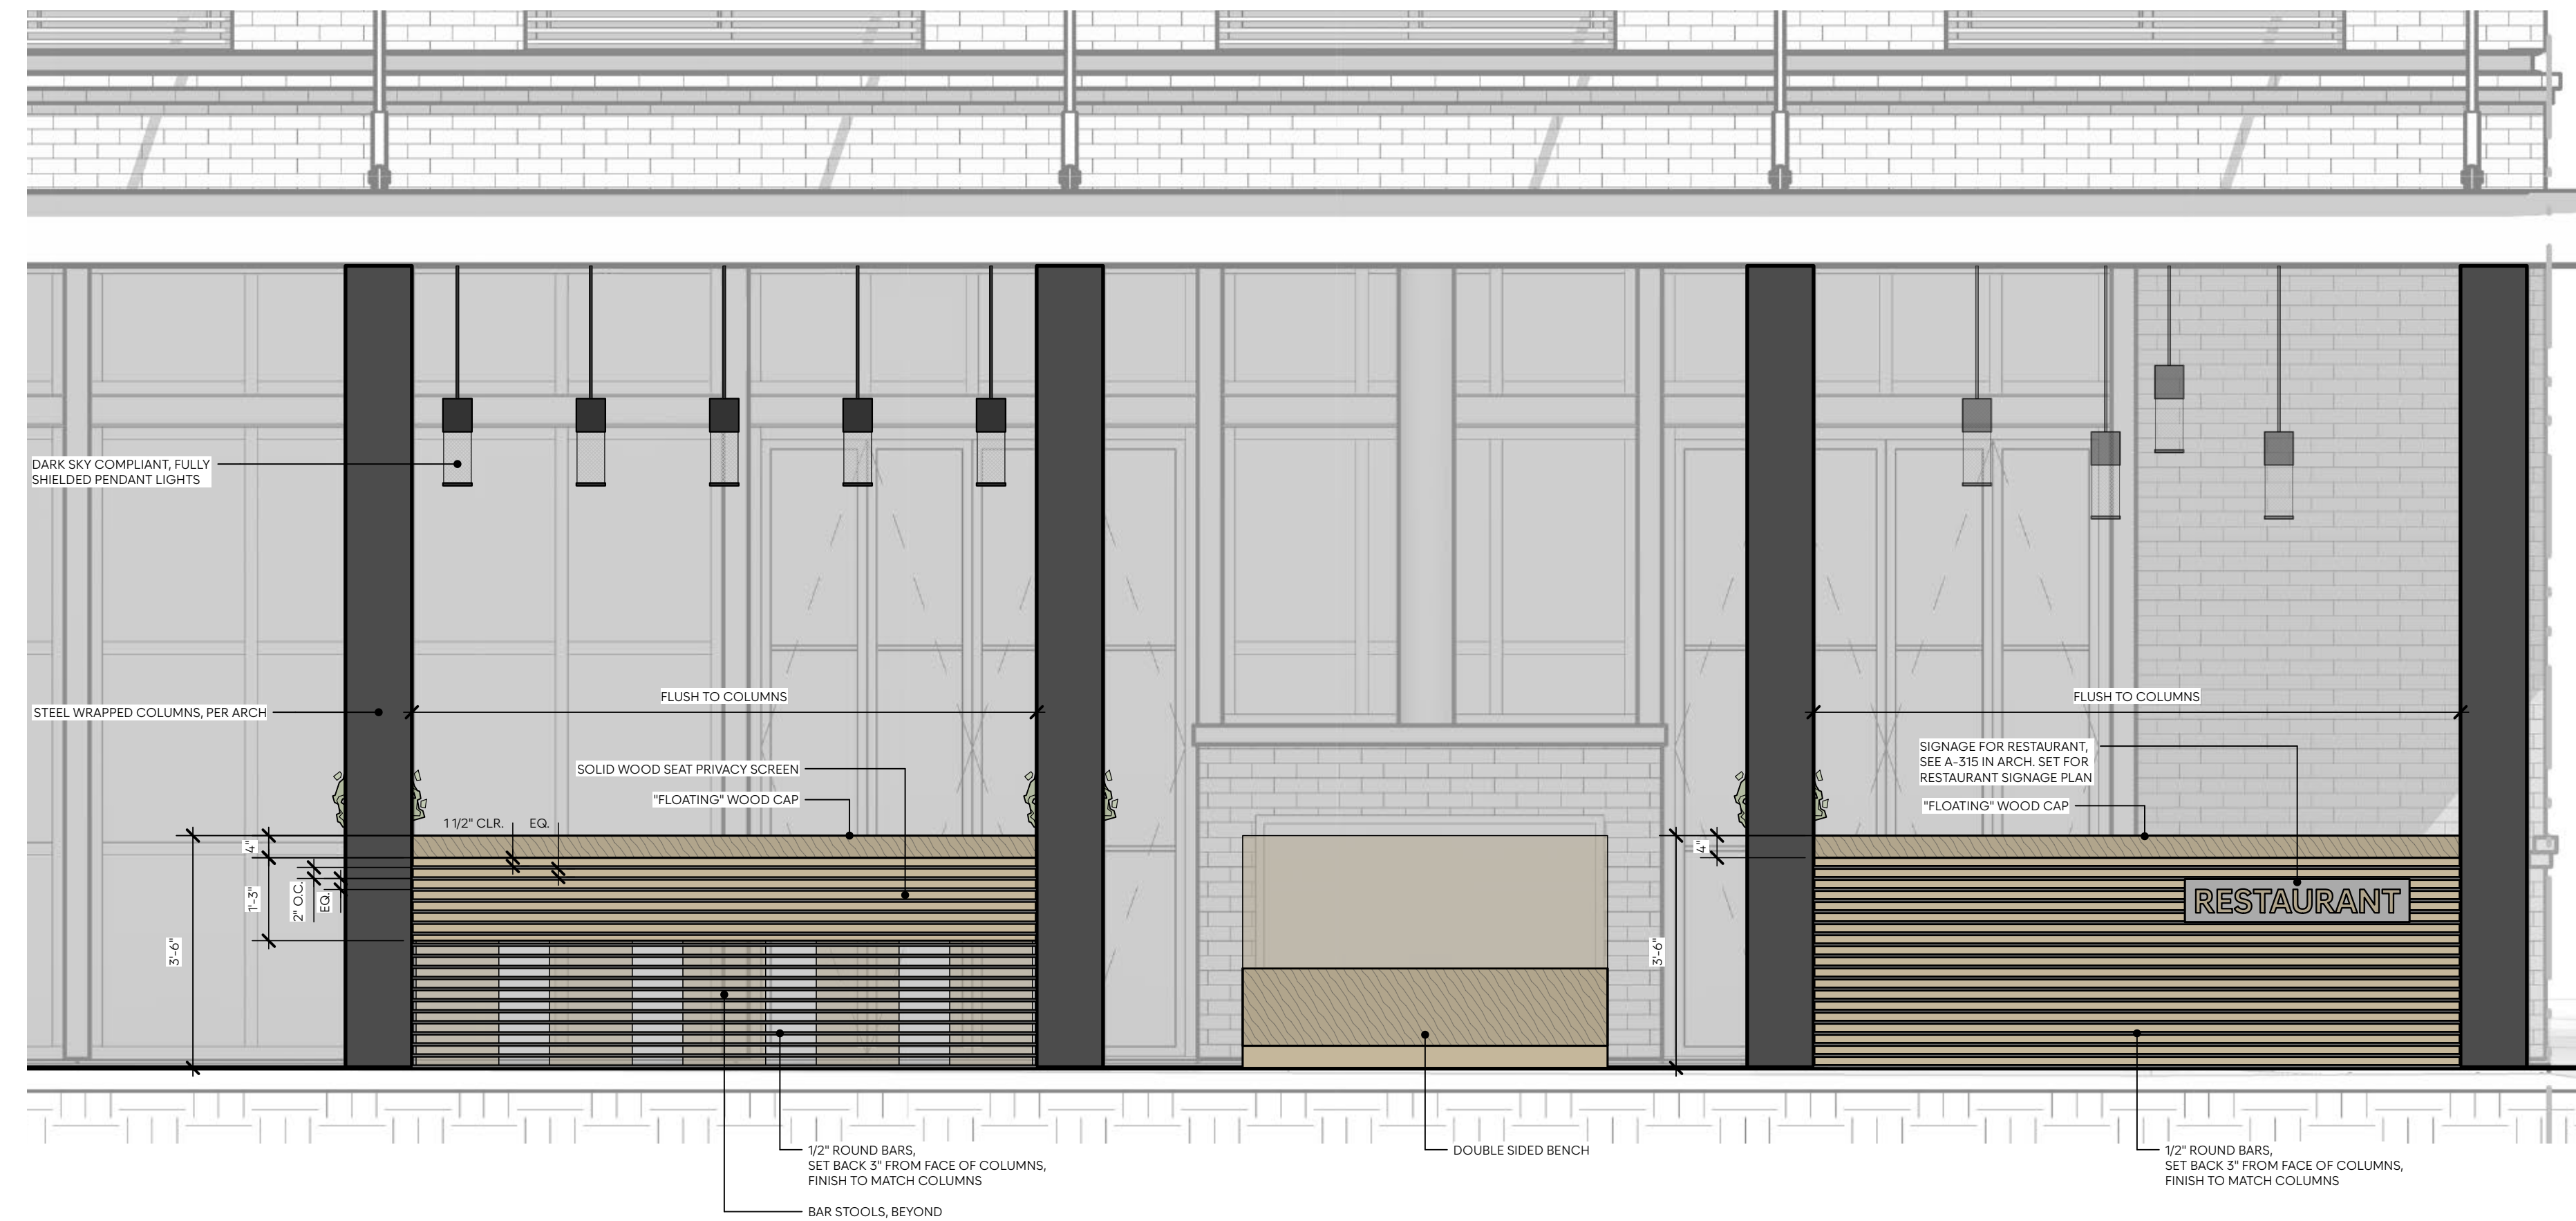 DARK SKY COMPLIANT, FULLY
SHIELDED PENDANT LIGHTS
FLUSH TO COLUMNS
FLUSH TO COLUMNS
STEEL WRAPPED COLUMNS, PER ARCH
SIGNAGE FOR RESTAURANT,
SEE A-315 IN ARCH. SET FOR
RESTAURANT SIGNAGE PLAN
SOLID WOOD SEAT PRIVACY SCREEN
"FLOATING" WOOD CAP
"FLOATING" WOOD CAP
1 1/2" CLR.
EQ.
4"
4"
1'-3"
2" O.C.
EQ.
RESTAURANT
3'-6"
3'-6"
1/2" ROUND BARS,
SET BACK 3" FROM FACE OF COLUMNS,
FINISH TO MATCH COLUMNS
DOUBLE SIDED BENCH
1/2" ROUND BARS,
SET BACK 3" FROM FACE OF COLUMNS,
FINISH TO MATCH COLUMNS
BAR STOOLS, BEYOND